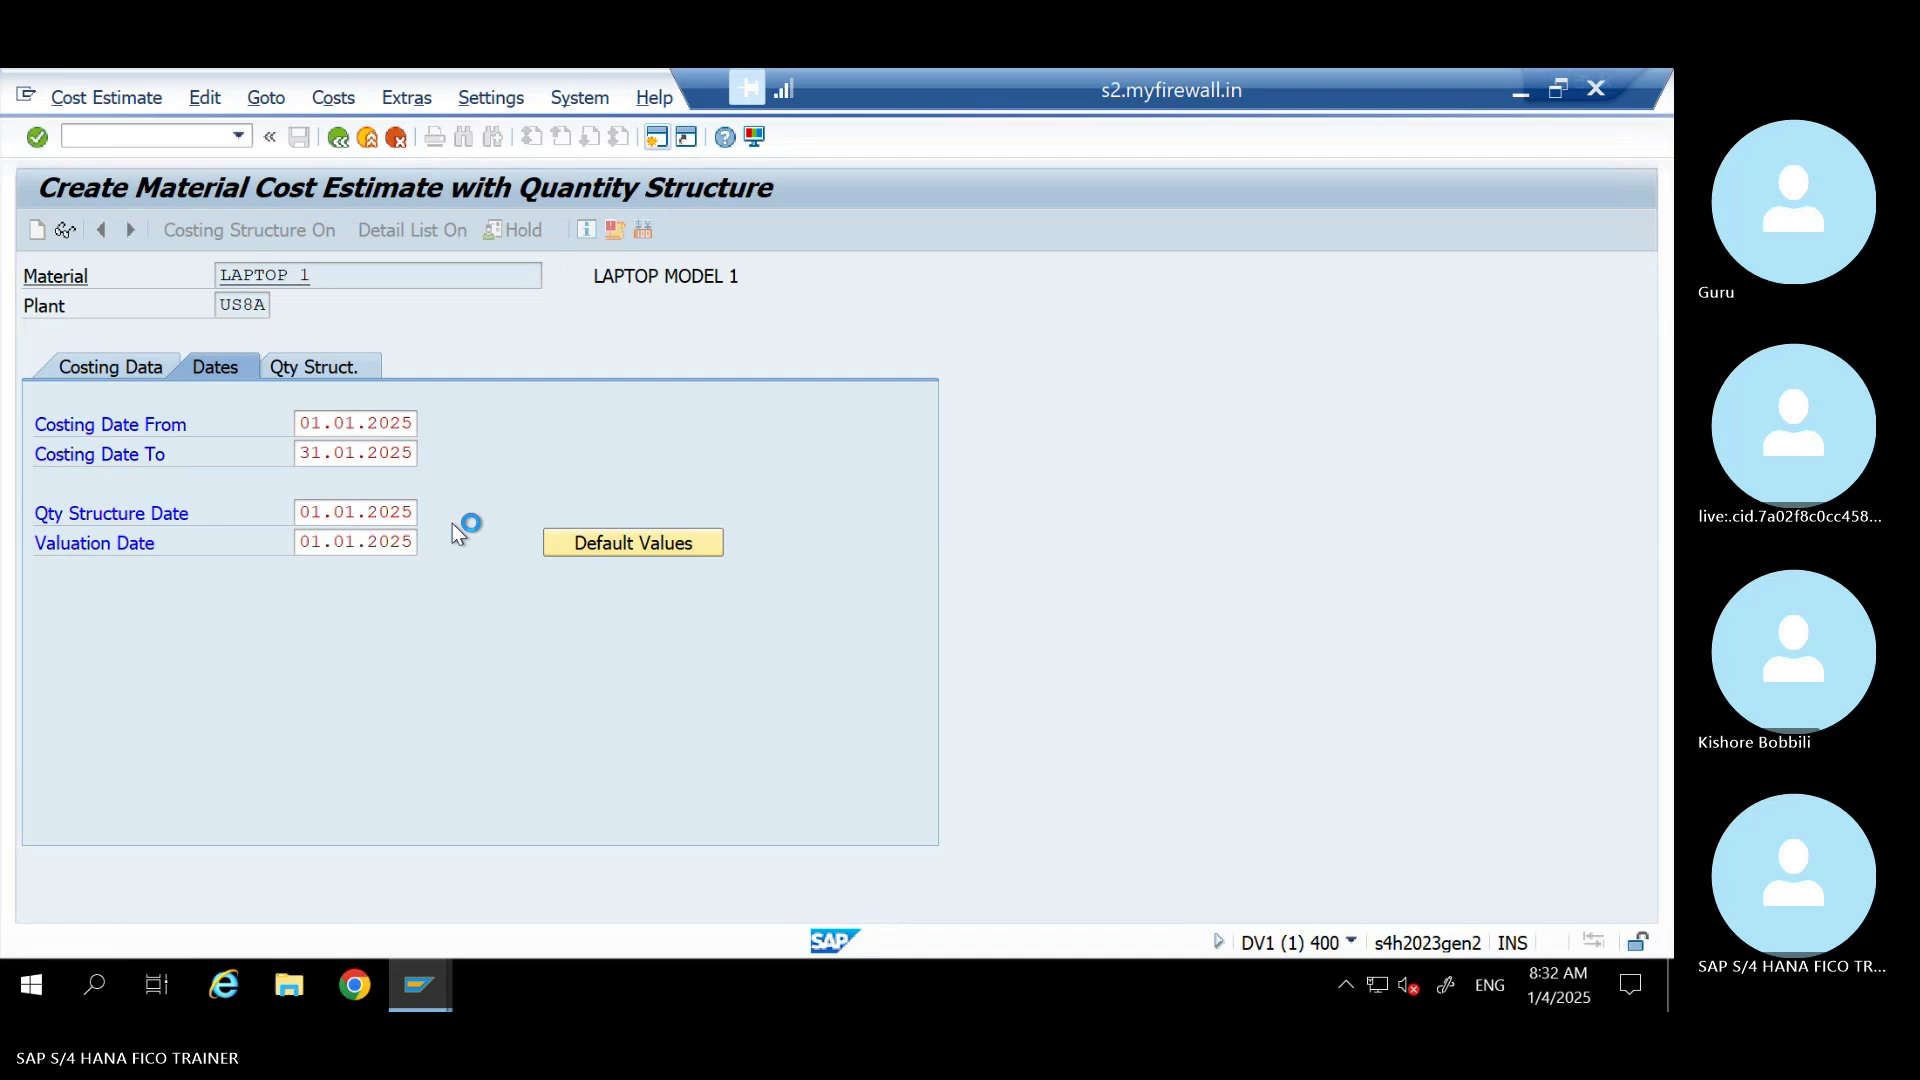 Cost Estimate Edit Goto Costs Extras Settings System Help
s2.myfirewall.in
Create Material Cost Estimate with Quantity Structure
Costing Structure On Detail List On Hold
Material LAPTOP 1 LAPTOP MODEL 1
Plant US8A
Costing Data Dates Qty Struct.
Costing Date From 01.01.2025
Costing Date To 31.01.2025
Qty Structure Date 01.01.2025
Valuation Date 01.01.2025 Default Values
SAP
DV1 (1) 400 s4h2023gen2 INS
ENG
8:32 AM
1/4/2025
Guru
live:.cid.7a02f8c0cc458...
Kishore Bobbili
SAP S/4 HANA FICO TR...
SAP S/4 HANA FICO TRAINER